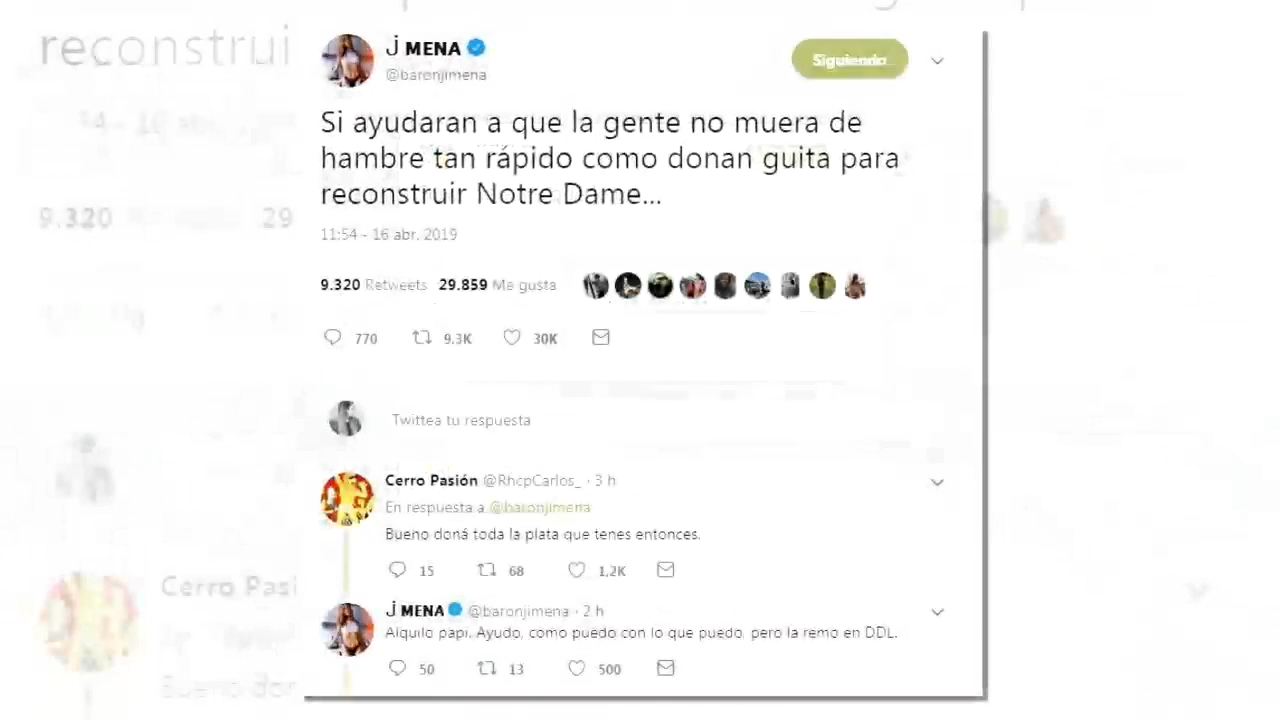 reconstrui
J MENA
@baronjimena
Siguiendo
Si ayudaran a que la gente no muera de
hambre tan rápido como donan guita para
reconstruir Notre Dame...
11:54 - 16 abr. 2019
9.320 Retweets 29.859 Me gusta
770 9.3K 30K
Twittea tu respuesta
Cerro Pasión @RhcpCarlos_ · 3 h
En respuesta a @baronjimena
Bueno doná toda la plata que tenes entonces.
15 68 1,2K
J MENA @baronjimena · 2 h
Alquilo papi. Ayudo, como puedo con lo que puedo, pero la remo en DDL.
50 13 500
9.320
29
Cerro Pasi
Bueno don